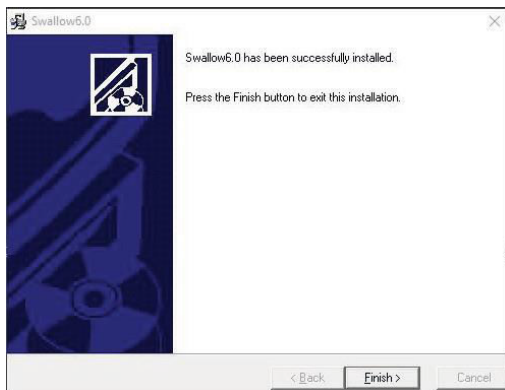 Swallow6.0
Swallow6.0 has been successfully installed.
Press the Finish button to exit this installation.
< Back
Finish >
Cancel